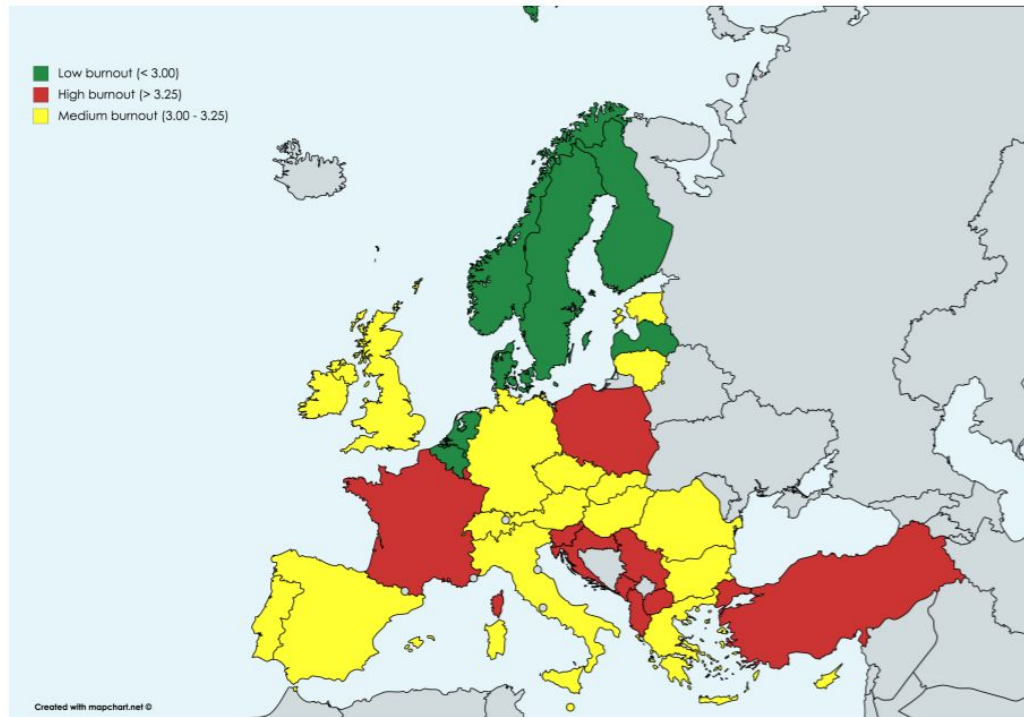 Low burnout (< 3.00)
High burnout (> 3.25)
Medium burnout (3.00 - 3.25)
Created with mapchart.net ©